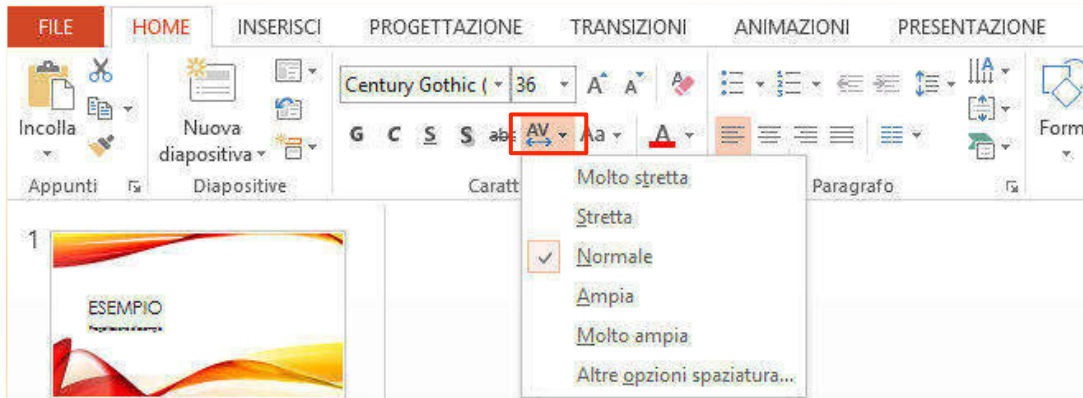 FILE HOME INSERISCI PROGETTAZIONE TRANSIZIONI ANIMAZIONI PRESENTAZIONE
Century Gothic ( 36 A A
Incolla Nuova diapositiva
G C S S abc AV Aa A
Form
Appunti Diapositive Caratt Paragrafo
Molto stretta
Stretta
Normale
Ampia
Molto ampia
Altre opzioni spaziatura...
1
ESEMPIO